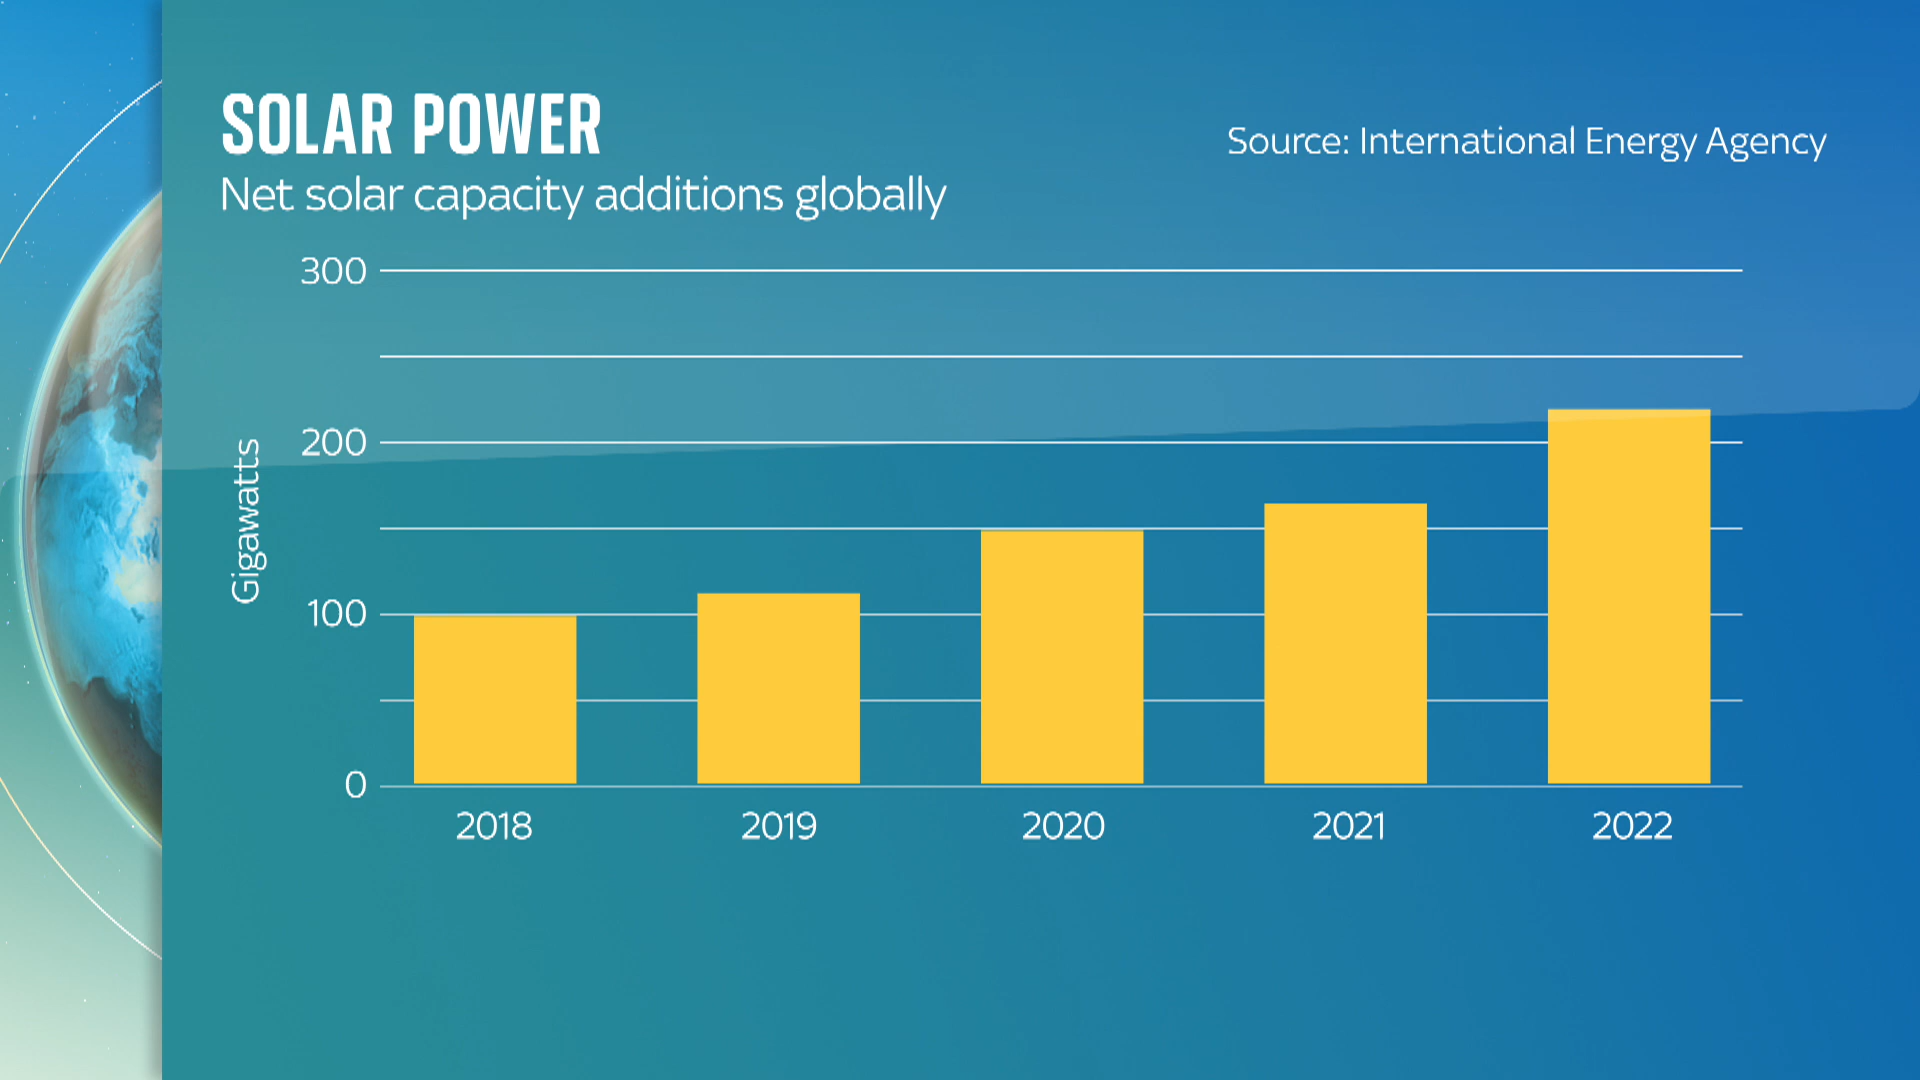 SOLAR POWER
Net solar capacity additions globally
Source: International Energy Agency
300
200
100
0
Gigawatts
2018 2019 2020 2021 2022